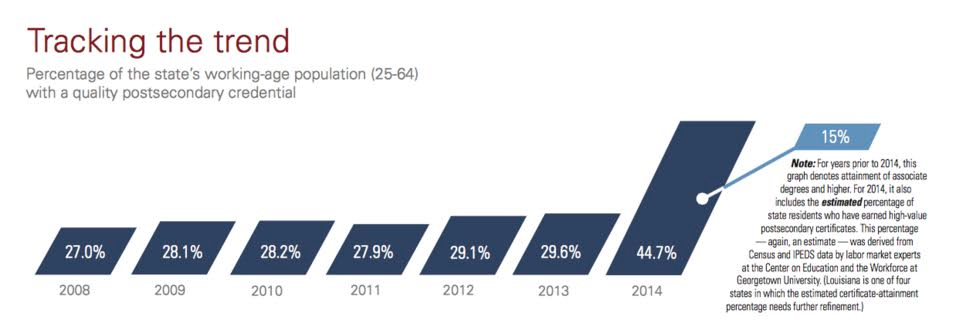 Tracking the trend
Percentage of the state's working-age population (25-64)
with a quality postsecondary credential
27.0%
28.1%
28.2%
27.9%
29.1%
29.6%
44.7%
2008
2009
2010
2011
2012
2013
2014
15%
Note: For years prior to 2014, this
graph denotes attainment of associate
degrees and higher. For 2014, it also
includes the estimated percentage of
state residents who have earned high-value
postsecondary certificates. This percentage
— again, an estimate — was derived from
Census and IPEDS data by labor market experts
at the Center on Education and the Workforce at
Georgetown University. (Louisiana is one of four
states in which the estimated certificate-attainment
percentage needs further refinement.)